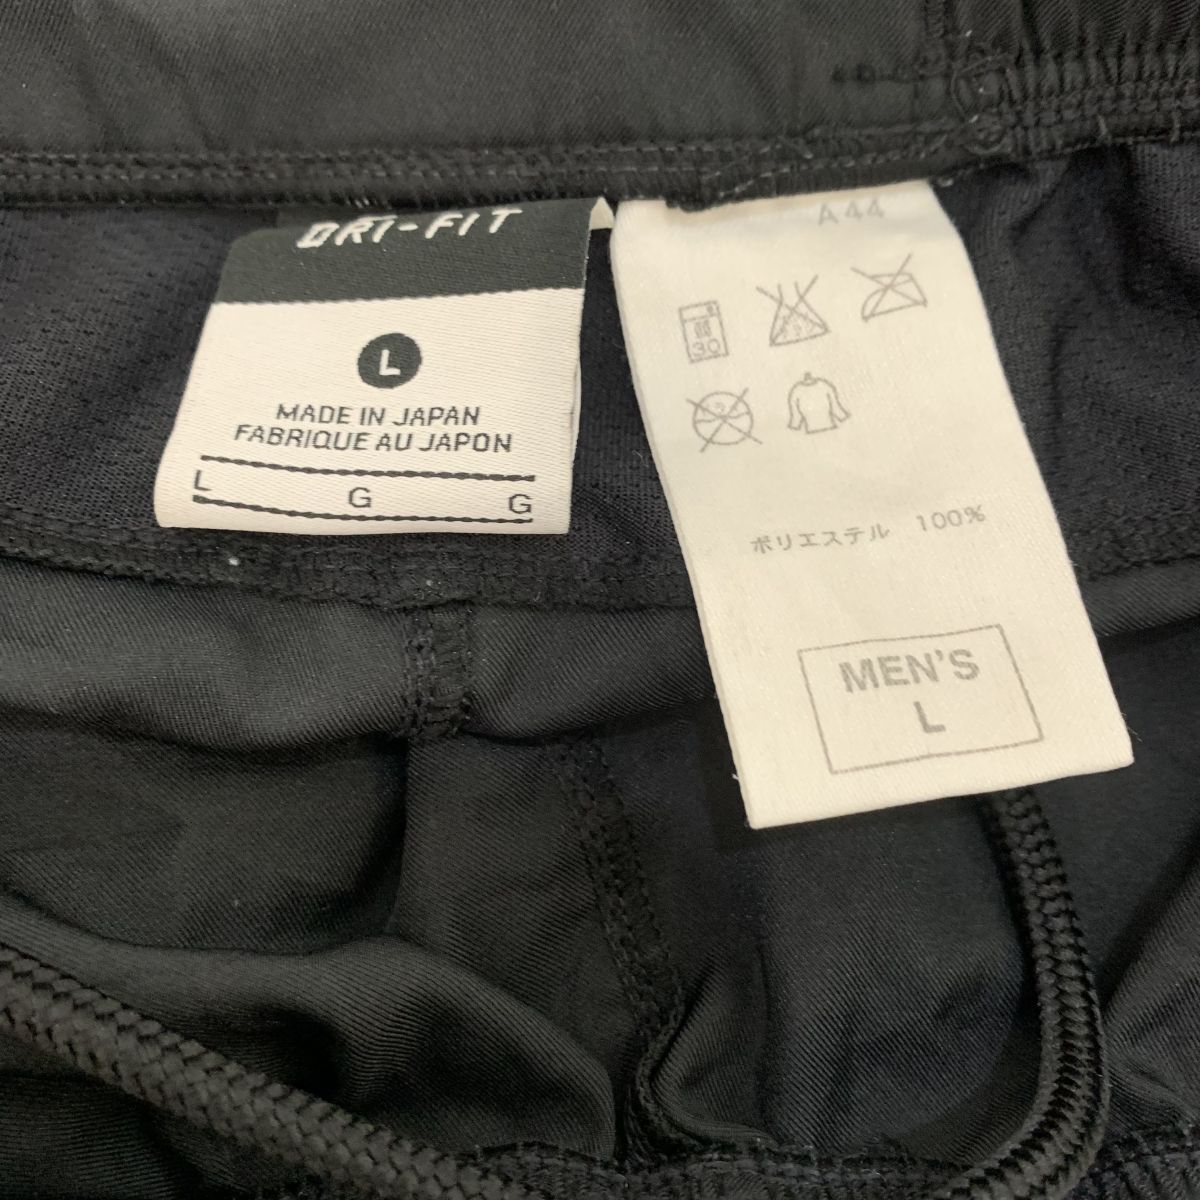 DRI-FIT
L
MADE IN JAPAN
FABRIQUE AU JAPON
L G G
A44
30
ポリエステル 100%
MEN'S
L